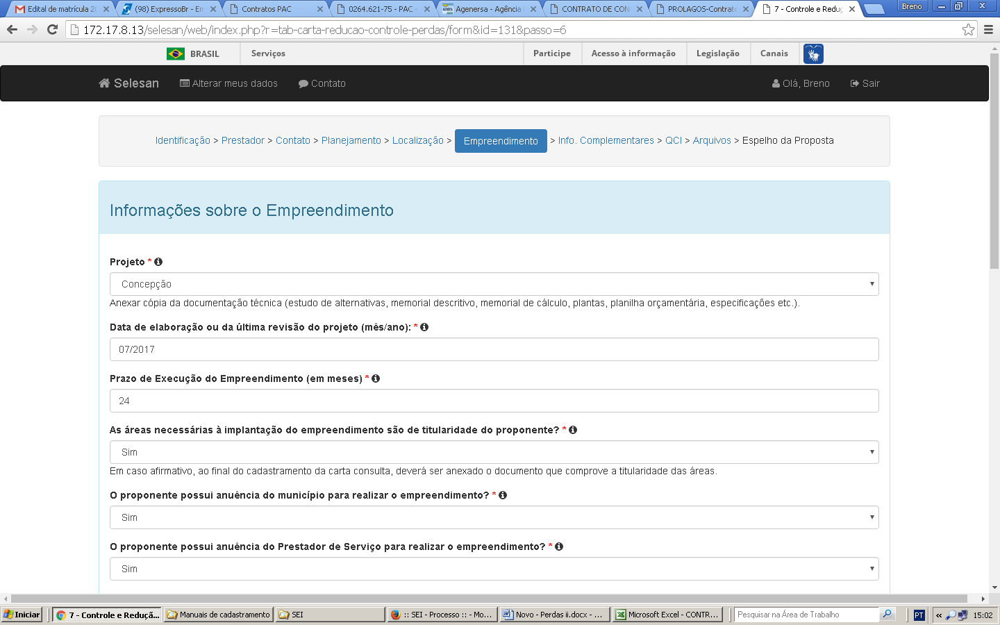 Edital de matrícula 2
(98) ExpressoBr - Em
Contratos PAC
0264.621-75 - PAC -
Agenersa - Agência
CONTRATO DE CON
PROLAGOS-Contrato
7 - Controle e Reduç
Breno
172.17.8.13/selesan/web/index.php?r=tab-carta-reducao-controle-perdas/form&id=131&passo=6
BRASIL
Serviços
Participe
Acesso à informação
Legislação
Canais
Selesan
Alterar meus dados
Contato
Olá, Breno
Sair
Identificação > Prestador > Contato > Planejamento > Localização > Empreendimento > Info. Complementares > QCI > Arquivos > Espelho da Proposta
Informações sobre o Empreendimento
Projeto *
Concepção
Anexar cópia da documentação técnica (estudo de alternativas, memorial descritivo, memorial de cálculo, plantas, planilha orçamentária, especificações etc.).
Data de elaboração ou da última revisão do projeto (mês/ano): *
07/2017
Prazo de Execução do Empreendimento (em meses) *
24
As áreas necessárias à implantação do empreendimento são de titularidade do proponente? *
Sim
Em caso afirmativo, ao final do cadastramento da carta consulta, deverá ser anexado o documento que comprove a titularidade das áreas.
O proponente possui anuência do município para realizar o empreendimento? *
Sim
O proponente possui anuência do Prestador de Serviço para realizar o empreendimento? *
Sim
Iniciar
7 - Controle e Reduçã...
Manuais de cadastramento
SEI
:: SEI - Processo :: - Mo...
Novo - Perdas ii.docx - ...
Microsoft Excel - CONTR...
Pesquisar na Área de Trabalho
PT
«
15:02